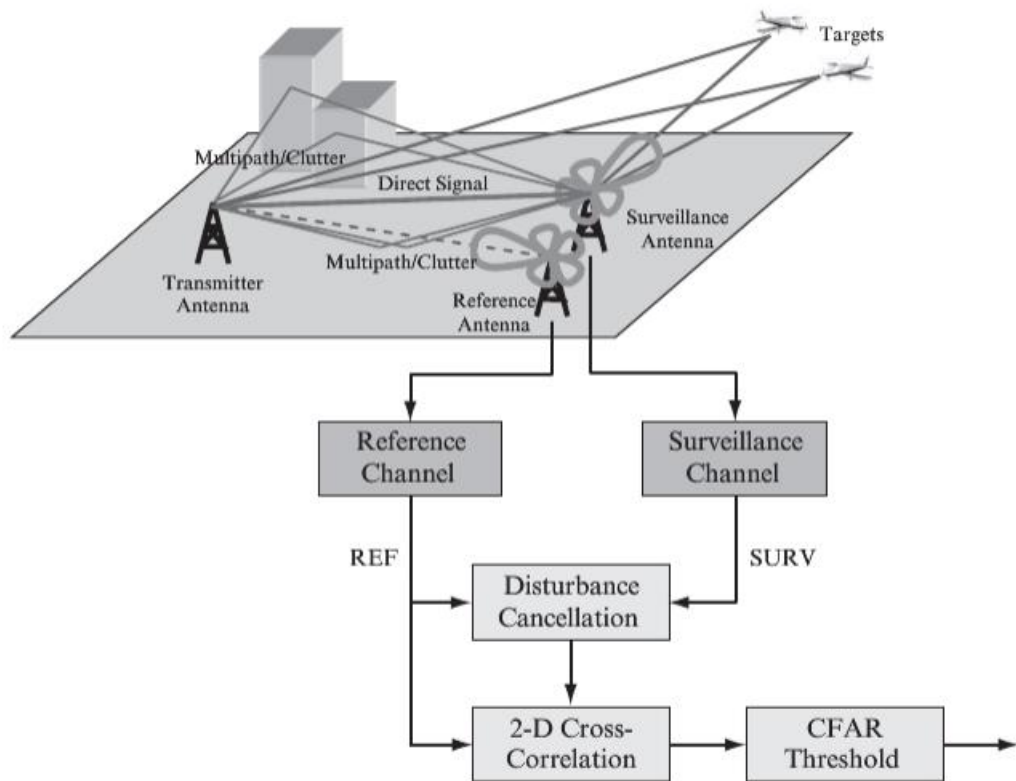 Targets
Multipath/Clutter
Direct Signal
Surveillance
Antenna
Multipath/Clutter
Transmitter
Antenna
Reference
Antenna
Reference
Channel
Surveillance
Channel
REF
SURV
Disturbance
Cancellation
2-D Cross-
Correlation
CFAR
Threshold